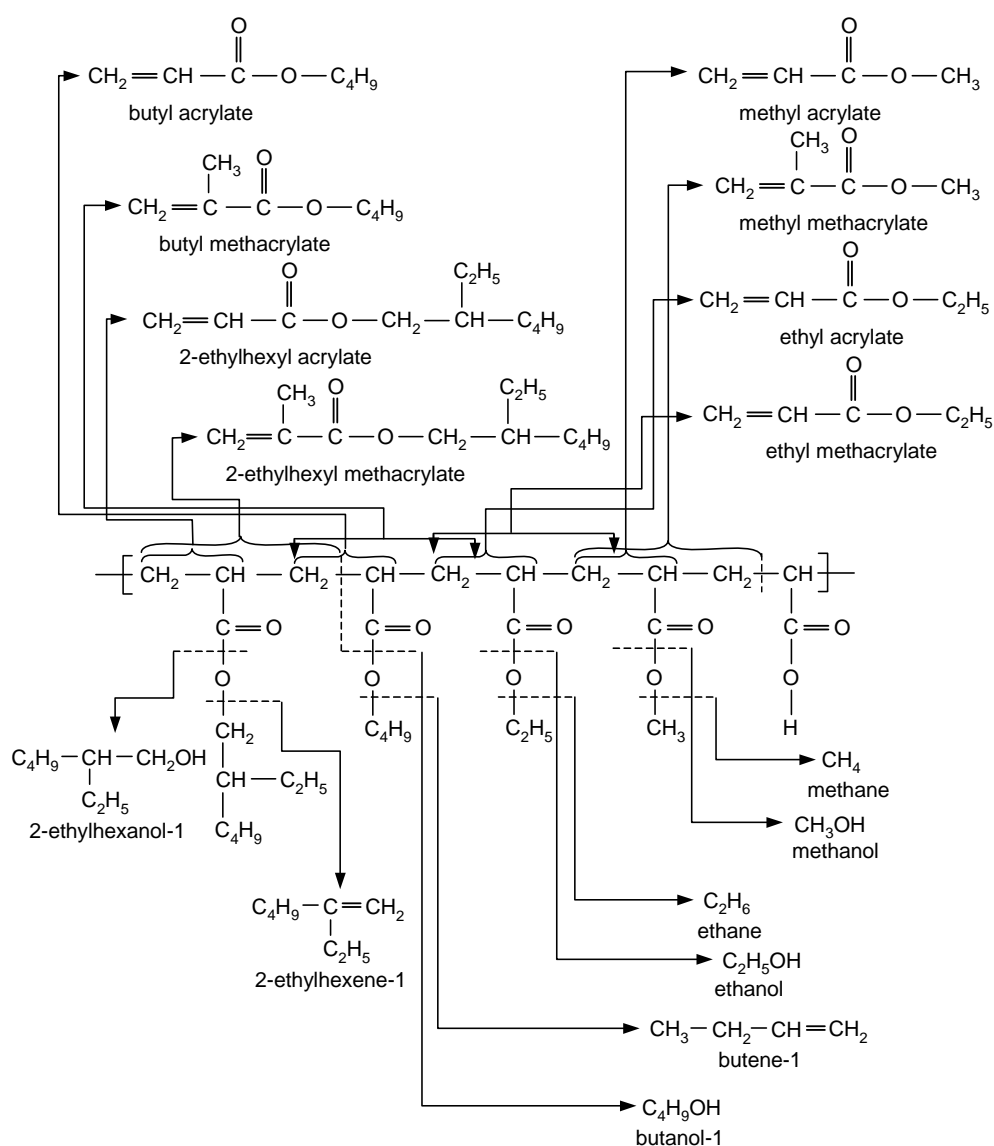 O
CH2=CH—C—O—C4H9
butyl acrylate
O
CH2=CH—C—O—CH3
methyl acrylate
CH3 O
CH2=C—C—O—C4H9
butyl methacrylate
CH3 O
CH2=C—C—O—CH3
methyl methacrylate
O C2H5
CH2=CH—C—O—CH2—CH—C4H9
2-ethylhexyl acrylate
O
CH2=CH—C—O—C2H5
ethyl acrylate
CH3 O C2H5
CH2=C—C—O—CH2—CH—C4H9
2-ethylhexyl methacrylate
O
CH2=CH—C—O—C2H5
ethyl methacrylate
—[CH2—CH—CH2—CH—CH2—CH—CH2—CH—CH2—CH]—
C=O C=O C=O C=O C=O
O O O O O
CH2 C4H9 C2H5 CH3 H
C4H9—CH—CH2OH
C2H5
2-ethylhexanol-1
CH—C2H5
C4H9
CH4
methane
CH3OH
methanol
C4H9—C=CH2
C2H5
2-ethylhexene-1
C2H6
ethane
C2H5OH
ethanol
CH3—CH2—CH=CH2
butene-1
C4H9OH
butanol-1